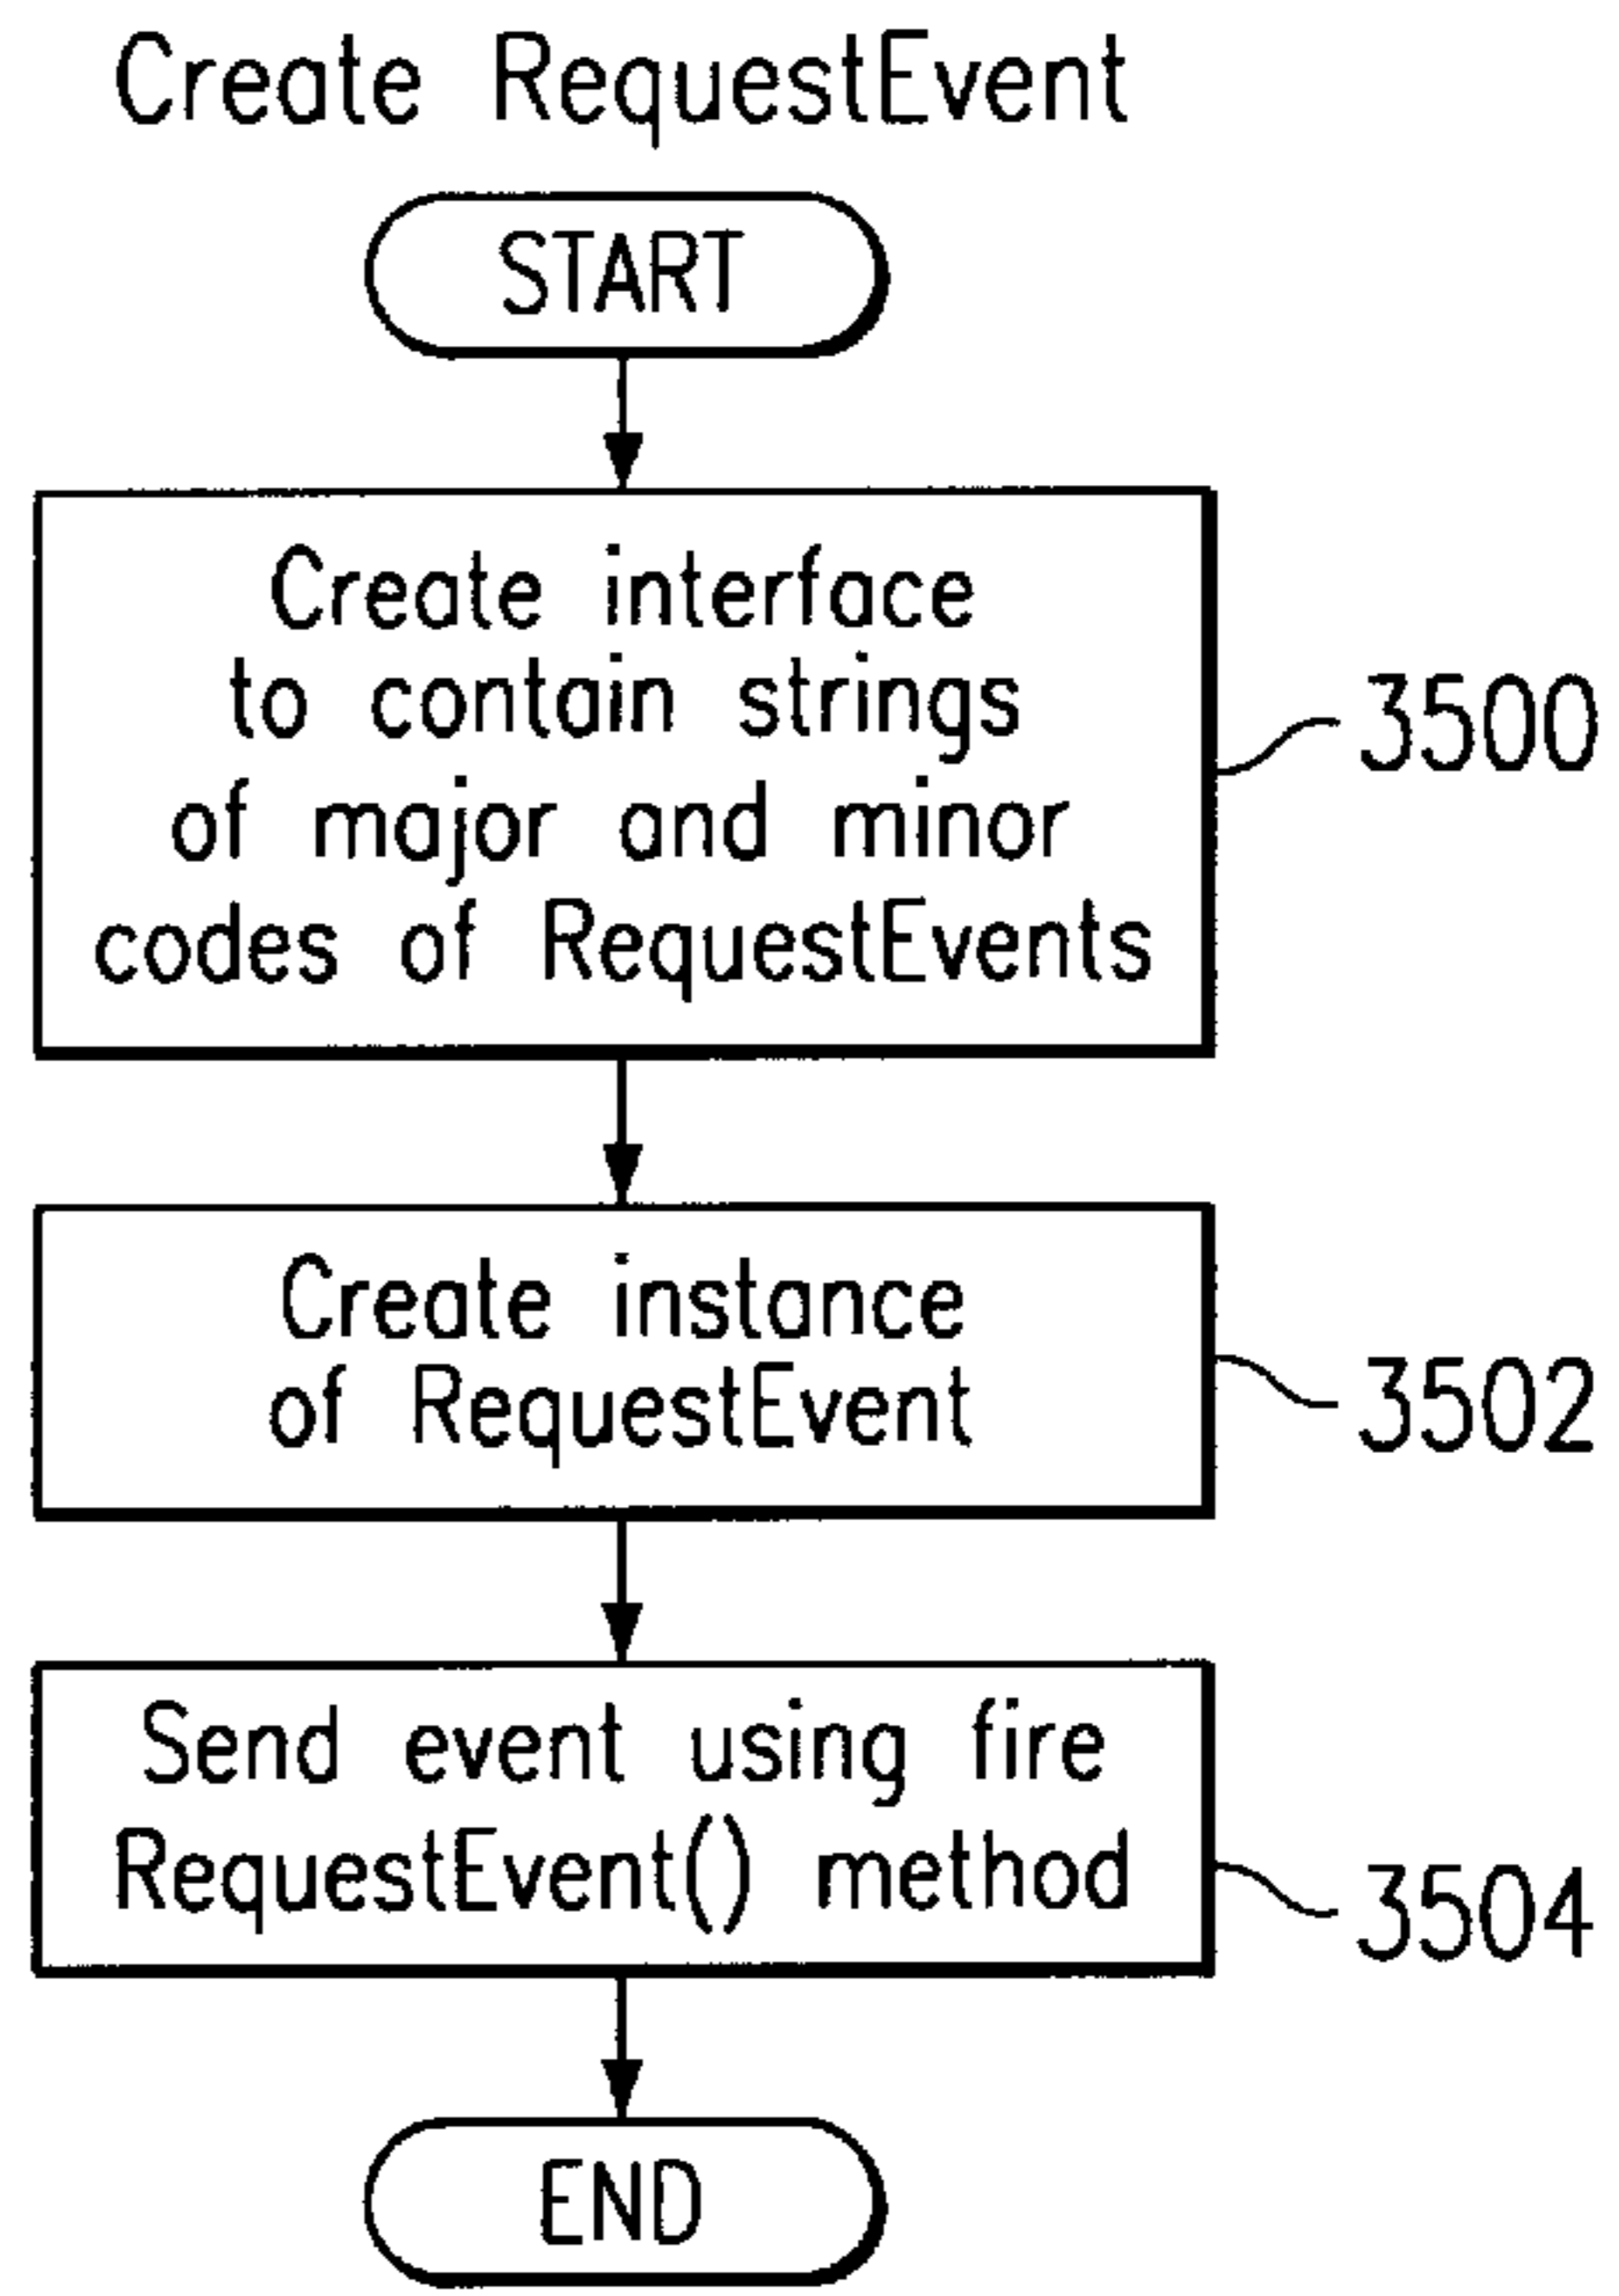 Create RequestEvent
START
Create interface
to contain strings
of major and minor
codes of RequestEvents
3500
Create instance
of RequestEvent
3502
Send event using fire
RequestEvent() method
3504
END